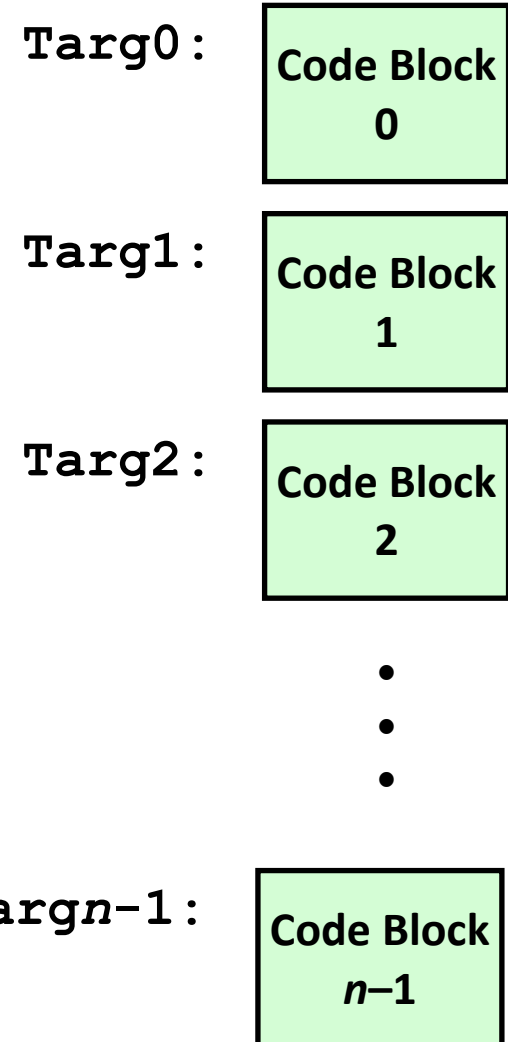 Targ0:
Code Block
0
Targ1:
Code Block
1
Targ2:
Code Block
2
•
•
•
argn-1:
Code Block
n–1